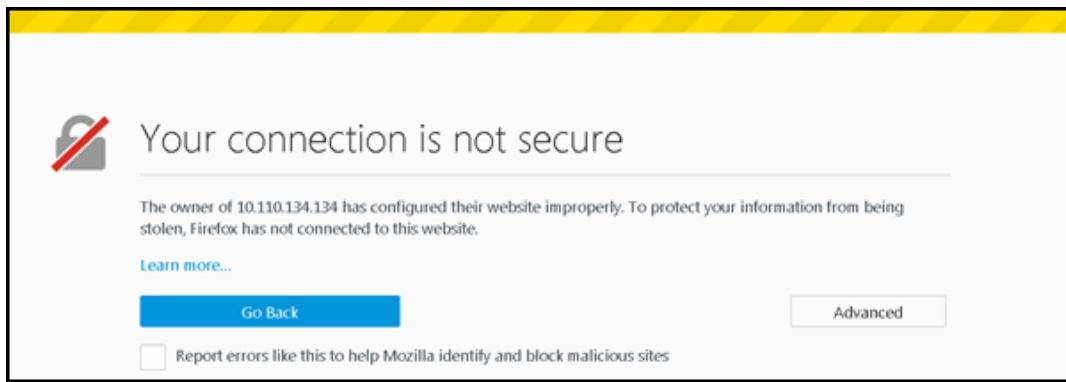 Your connection is not secure
The owner of 10.110.134.134 has configured their website improperly. To protect your information from being
stolen, Firefox has not connected to this website.
Learn more...
Go Back
Advanced
Report errors like this to help Mozilla identify and block malicious sites